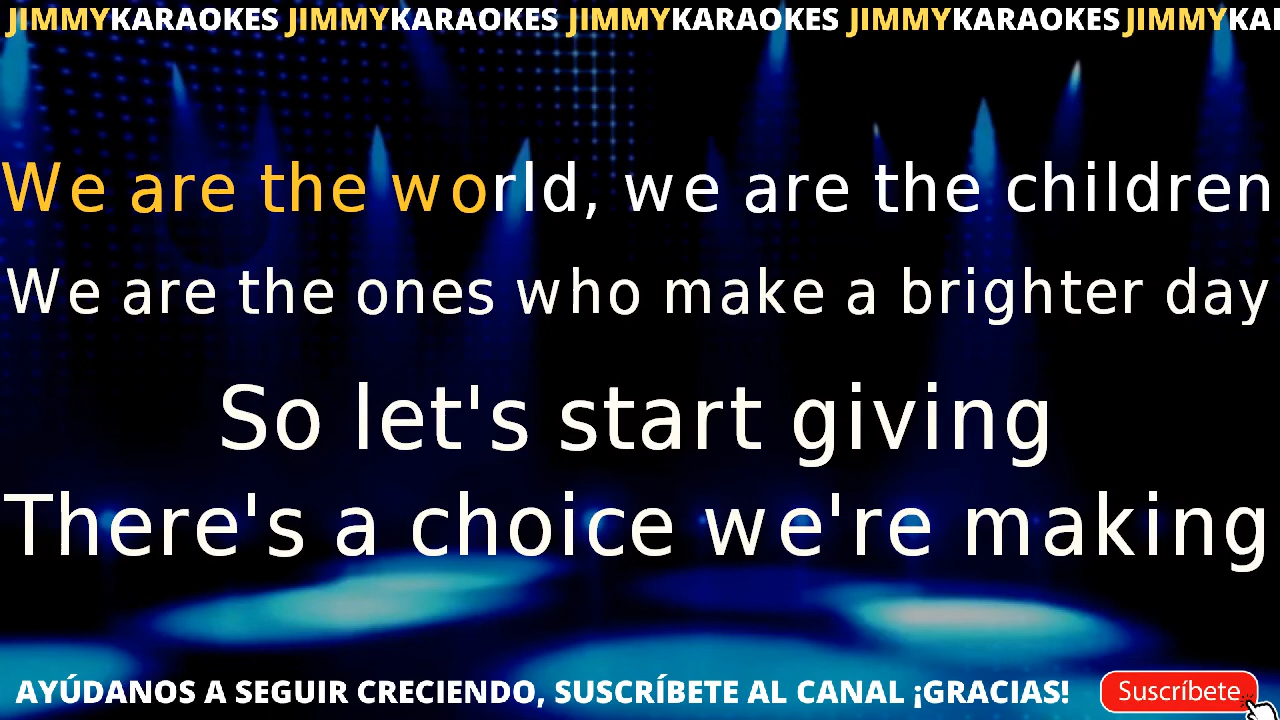 JIMMYKARAOKES JIMMYKARAOKES JIMMYKARAOKES JIMMYKARAOKES JIMMYKA
We are the world, we are the children
We are the ones who make a brighter day
So let's start giving
There's a choice we're making
AYÚDANOS A SEGUIR CRECIENDO, SUSCRÍBETE AL CANAL ¡GRACIAS!
Suscríbete